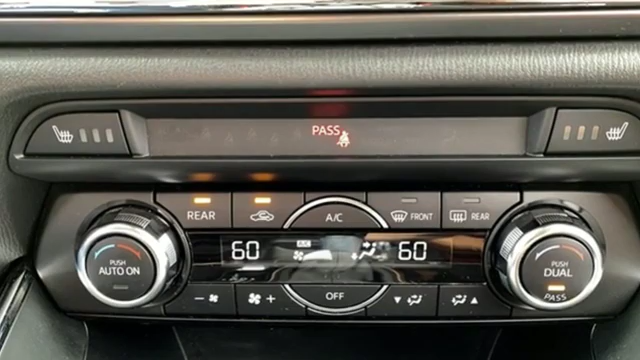 PASS
REAR
A/C
FRONT
REAR
60 A/C 60
PUSH
AUTO ON
PUSH
DUAL
PASS
− + OFF